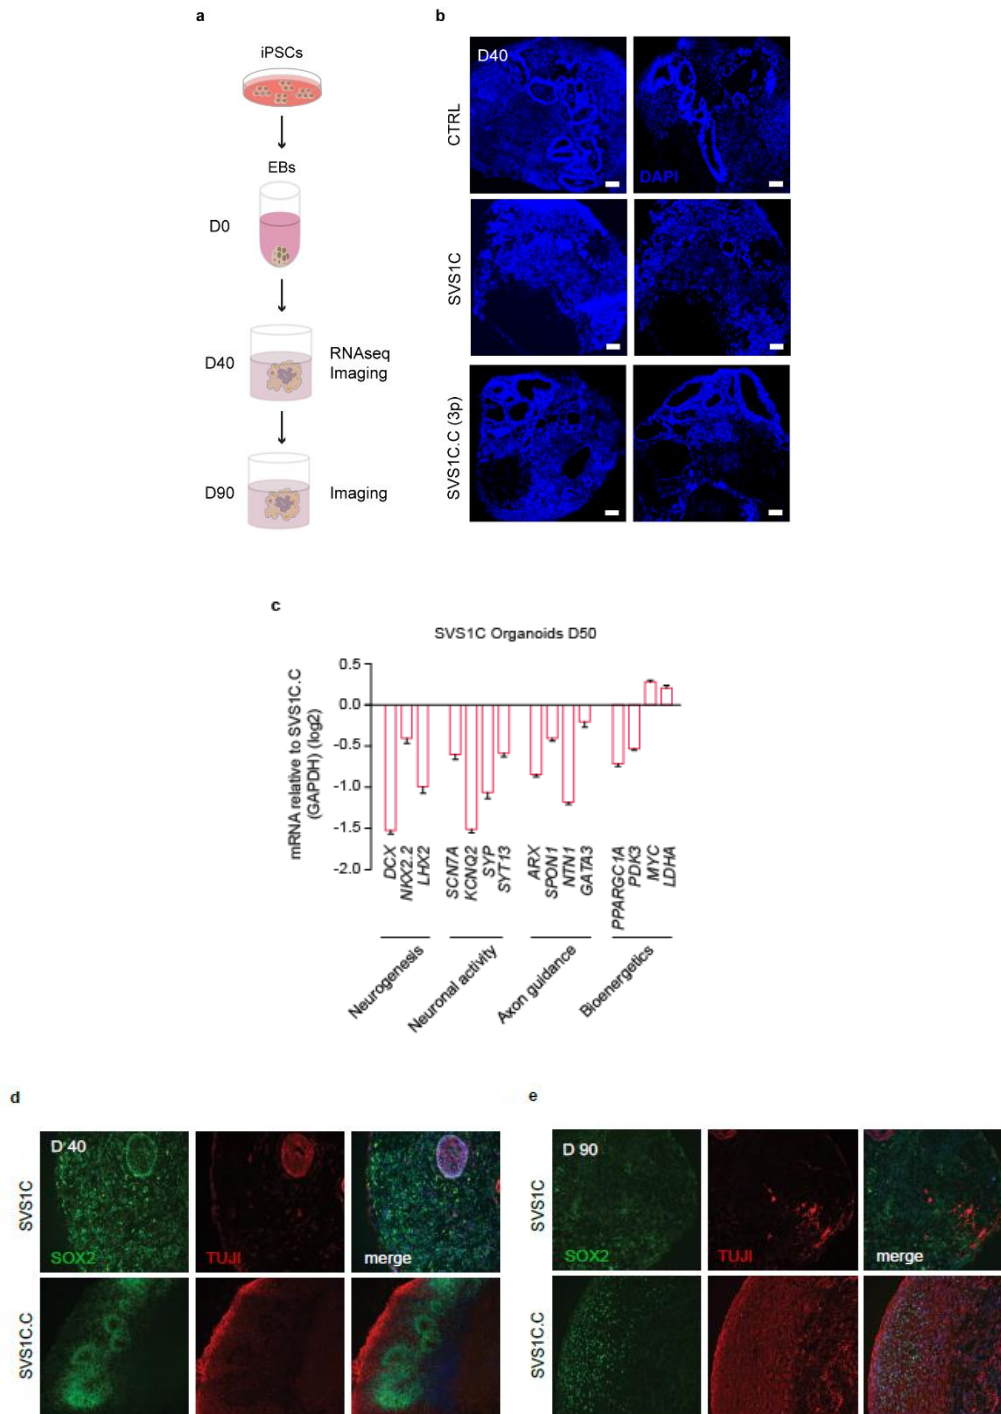 a
iPSCs
EBs
D0
D40
RNAseq
Imaging
D90
Imaging
b
D40
CTRL
DAPI
SVS1C
SVS1C.C (3p)
c
SVS1C Organoids D50
mRNA relative to SVS1C.C
(GAPDH) (log2)
0.5
0.0
-0.5
-1.0
-1.5
-2.0
DCX
NKX2.2
LHX2
SCN7A
KCNQ2
SYP
SYT13
ARX
SPON1
NTN1
GATA3
PPARGC1A
PDK3
MYC
LDHA
Neurogenesis
Neuronal activity
Axon guidance
Bioenergetics
d
D 40
SVS1C
SOX2
TUJI
merge
SVS1C.C
e
D 90
SVS1C
SOX2
TUJI
merge
SVS1C.C